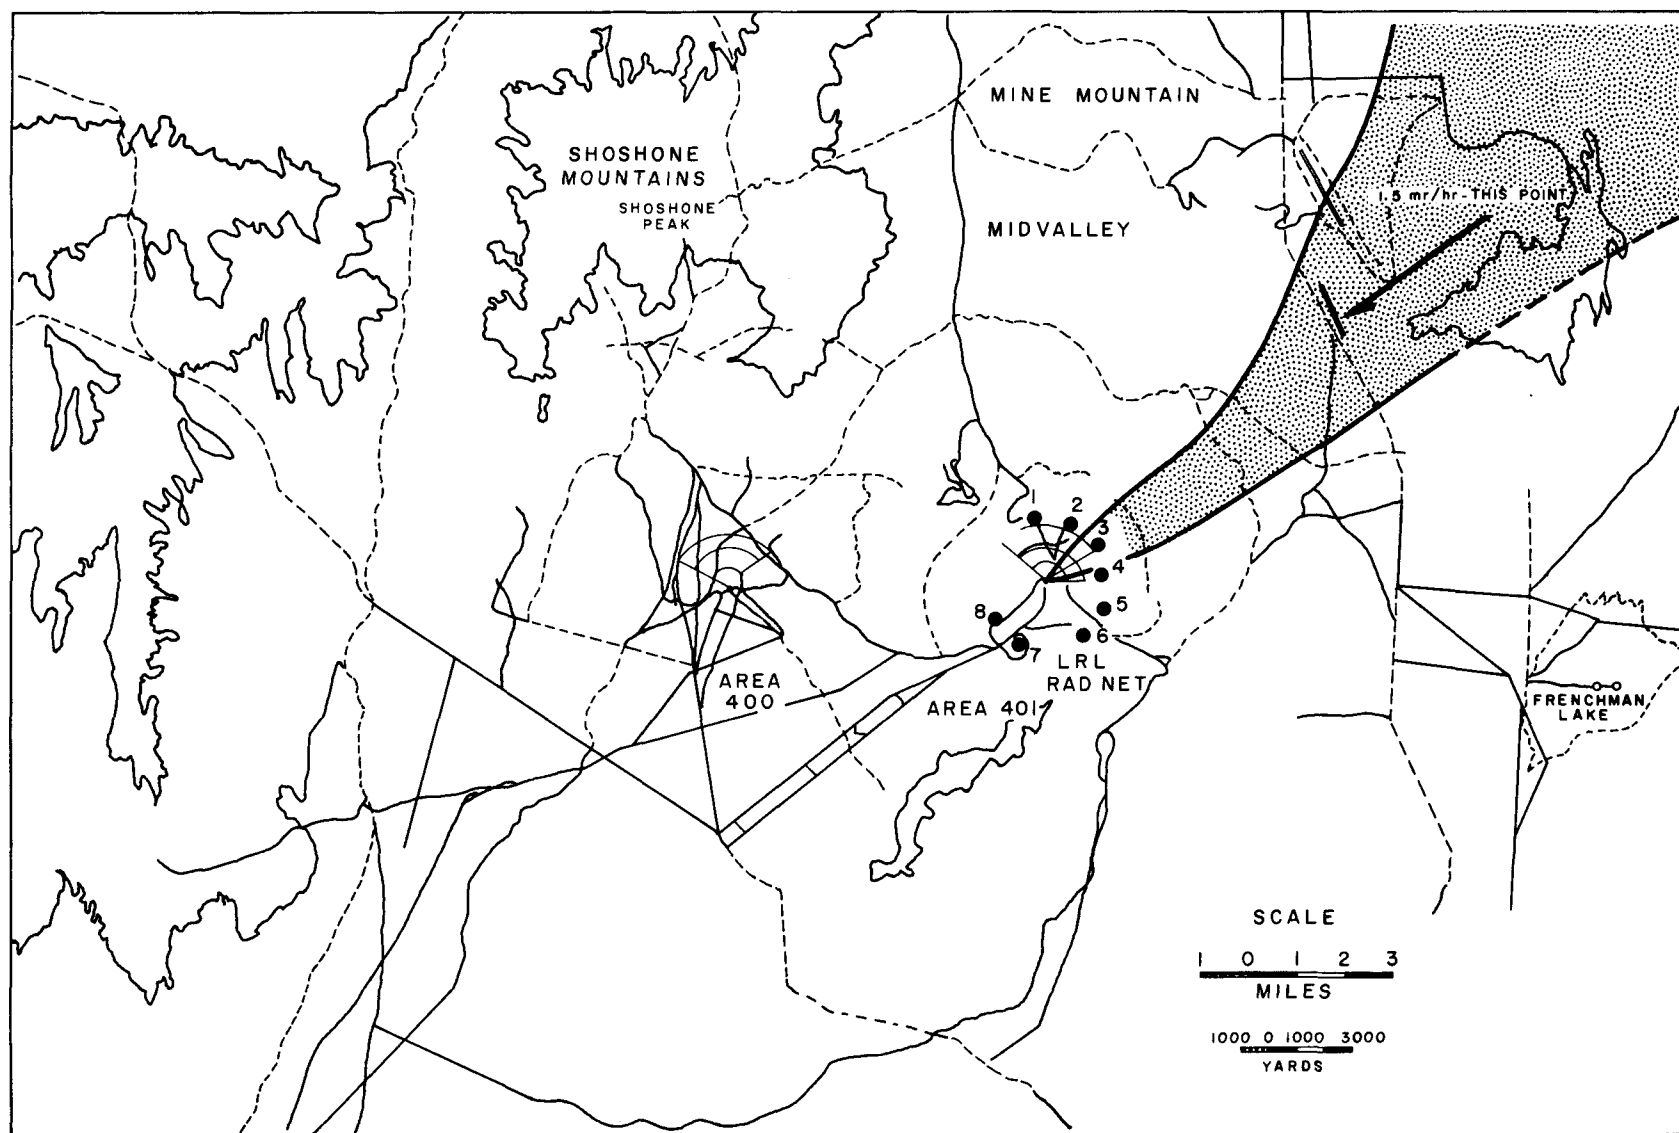 MINE MOUNTAIN
SHOSHONE
MOUNTAINS
SHOSHONE
PEAK
MIDVALLEY
1.5 mr/hr - THIS POINT
1
2
3
4
5
6
7
8
LRL
RAD NET
AREA
400
AREA 401
FRENCHMAN
LAKE
SCALE
1 0 1 2 3
MILES
1000 0 1000 3000
YARDS